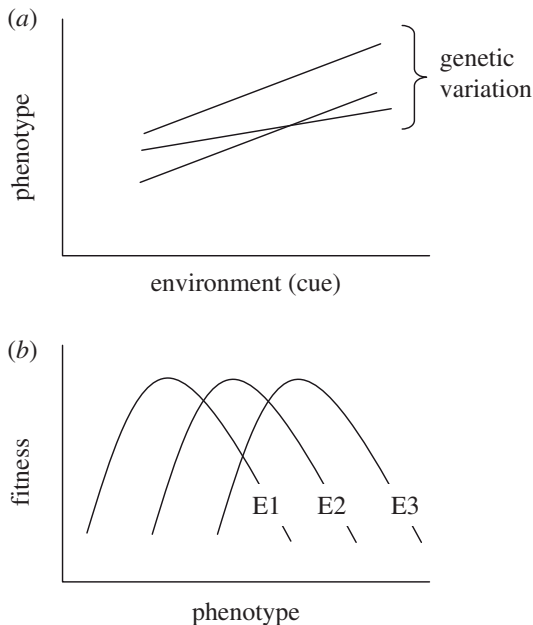 (a)
genetic
variation
phenotype
environment (cue)
(b)
fitness
E1 E2 E3
phenotype